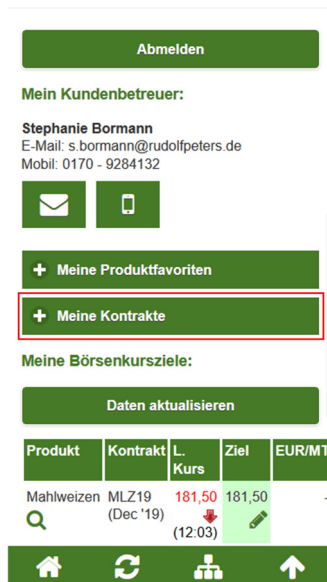 Abmelden
Mein Kundenbetreuer:
Stephanie Bormann
E-Mail: s.bormann@rudolfpeters.de
Mobil: 0170 - 9284132
Meine Produktfavoriten
Meine Kontrakte
Meine Börsenkursziele:
Daten aktualisieren
Produkt Kontrakt L. Ziel EUR/MT
Kurs
Mahlweizen MLZ19 181,50 181,50 -
(Dec '19)
(12:03)